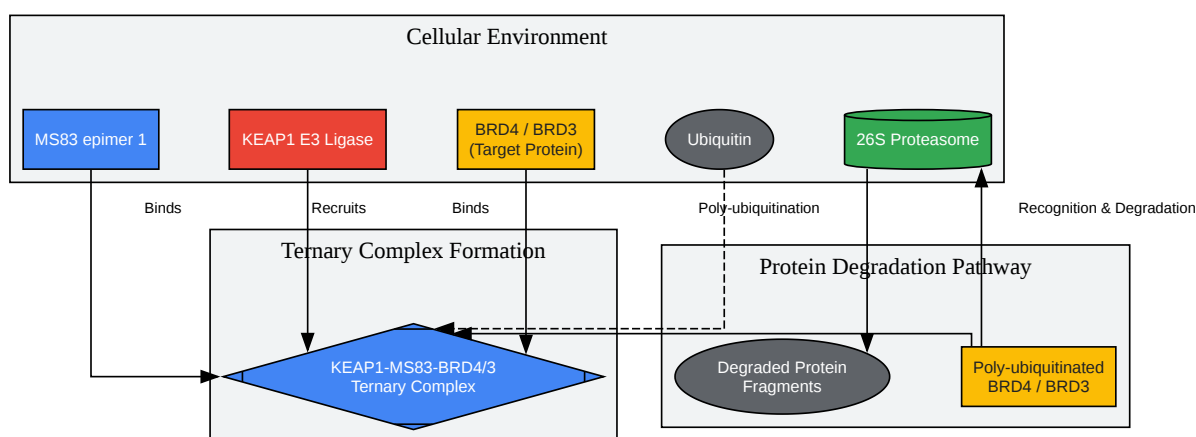 Cellular Environment
MS83 epimer 1
KEAP1 E3 Ligase
BRD4 / BRD3
(Target Protein)
Ubiquitin
26S Proteasome
Binds
Recruits
Binds
Poly-ubiquitination
Recognition & Degradation
Ternary Complex Formation
Protein Degradation Pathway
KEAP1-MS83-BRD4/3
Ternary Complex
Degraded Protein
Fragments
Poly-ubiquitinated
BRD4 / BRD3